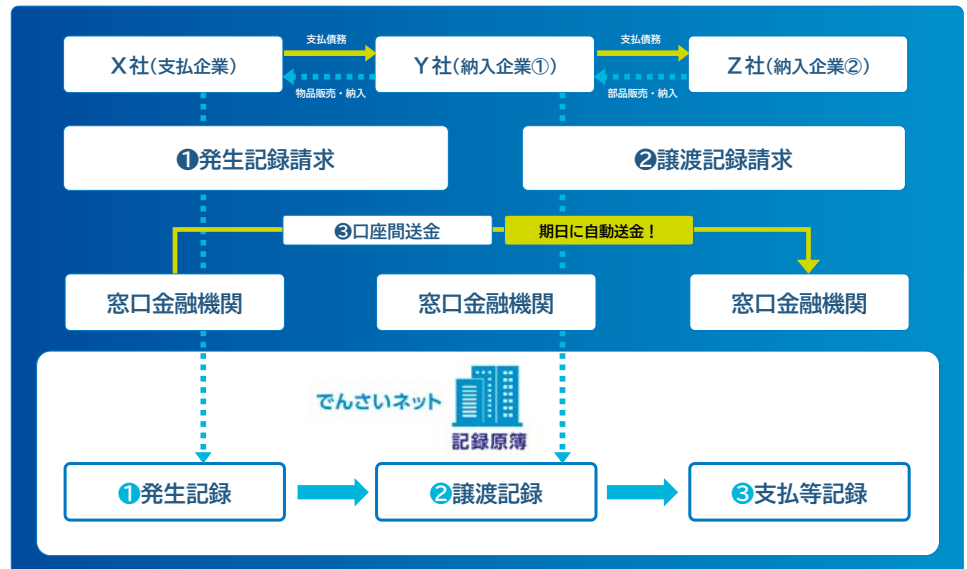 支払債務
支払債務
X社(支払企業)
Y社(納入企業①)
Z社(納入企業②)
物品販売・納入
部品販売・納入
❶発生記録請求
❷譲渡記録請求
❸口座間送金
期日に自動送金！
窓口金融機関
窓口金融機関
窓口金融機関
でんさいネット
記録原簿
❶発生記録
❷譲渡記録
❸支払等記録